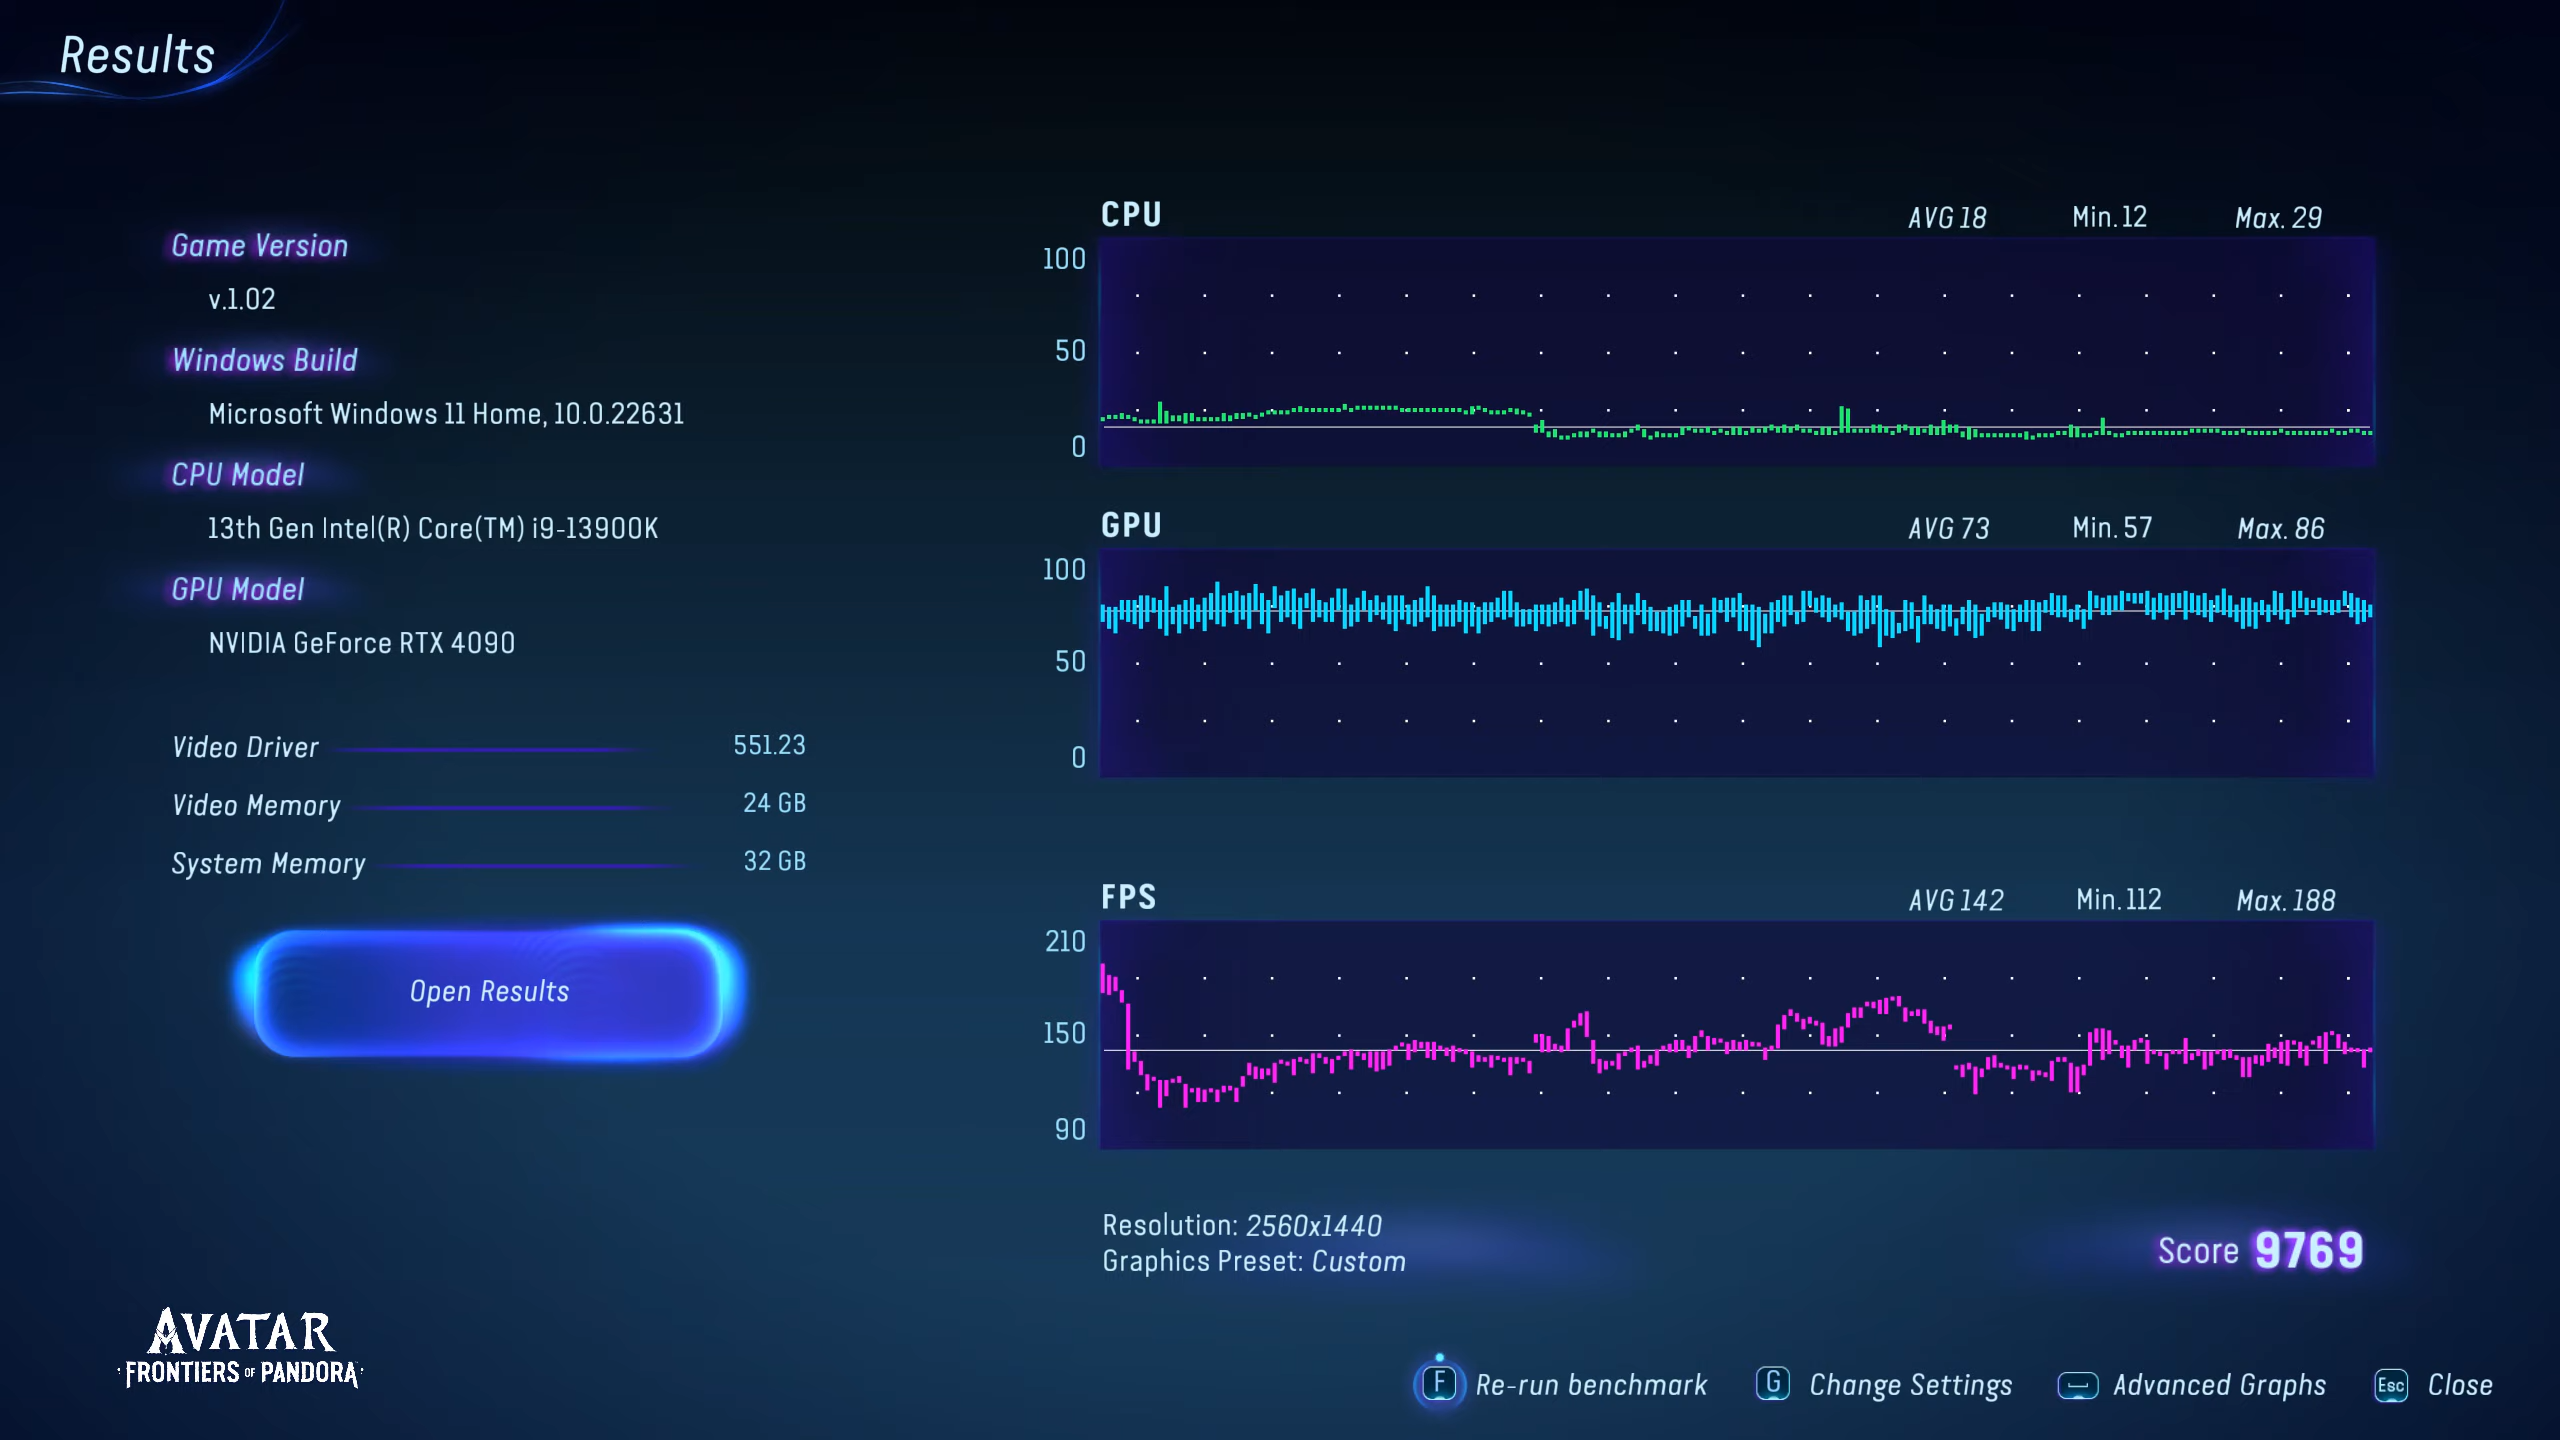 Results
Game Version
v.1.02
Windows Build
Microsoft Windows 11 Home, 10.0.22631
CPU Model
13th Gen Intel(R) Core(TM) i9-13900K
GPU Model
NVIDIA GeForce RTX 4090
Video Driver 551.23
Video Memory 24 GB
System Memory 32 GB
Open Results
CPU AVG 18 Min. 12 Max. 29
100
50
0
GPU AVG 73 Min. 57 Max. 86
100
50
0
FPS AVG 142 Min. 112 Max. 188
210
150
90
Resolution: 2560x1440
Graphics Preset: Custom
Score 9769
AVATAR
FRONTIERS OF PANDORA
F Re-run benchmark G Change Settings Advanced Graphs Esc Close